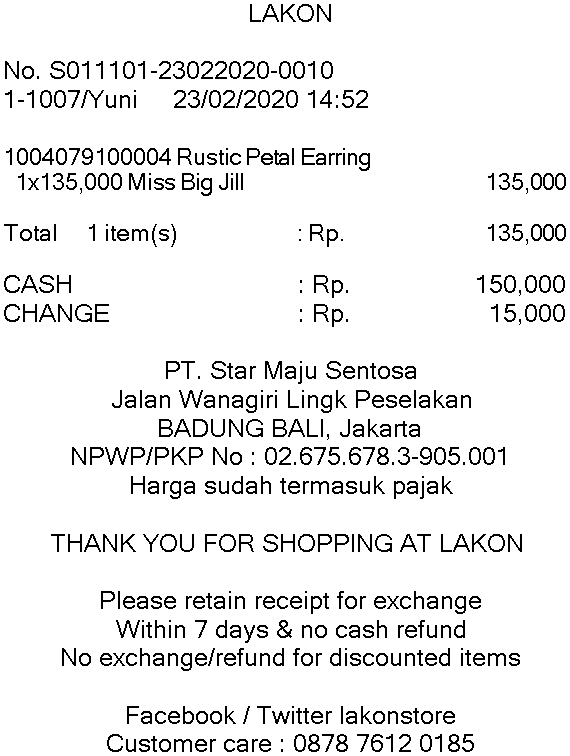 LAKON
No. S011101-23022020-0010
1-1007/Yuni 23/02/2020 14:52
1004079100004 Rustic Petal Earring
1x135,000 Miss Big Jill 135,000
Total 1 item(s) : Rp. 135,000
CASH : Rp. 150,000
CHANGE : Rp. 15,000
PT. Star Maju Sentosa
Jalan Wanagiri Lingk Peselakan
BADUNG BALI, Jakarta
NPWP/PKP No : 02.675.678.3-905.001
Harga sudah termasuk pajak
THANK YOU FOR SHOPPING AT LAKON
Please retain receipt for exchange
Within 7 days & no cash refund
No exchange/refund for discounted items
Facebook / Twitter lakonstore
Customer care : 0878 7612 0185